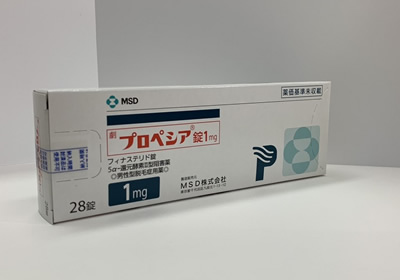 MSD
薬価基準未収載
劇 プロペシア®錠1mg
フィナステリド錠
5α-還元酵素Ⅱ型阻害薬
◎男性型脱毛症用薬◎
1mg
28錠
製造販売元
MSD株式会社